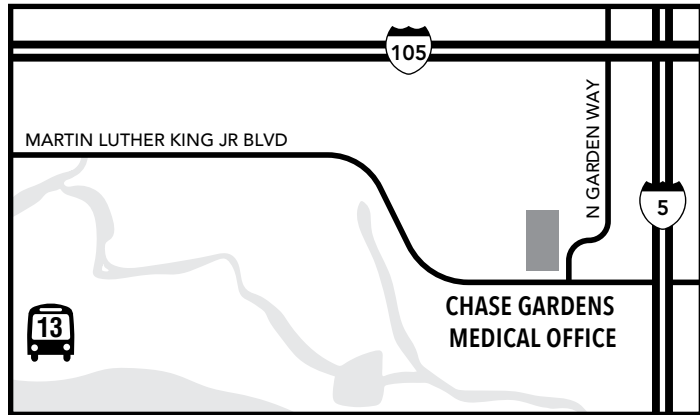 105
MARTIN LUTHER KING JR BLVD
N GARDEN WAY
5
CHASE GARDENS
MEDICAL OFFICE
13